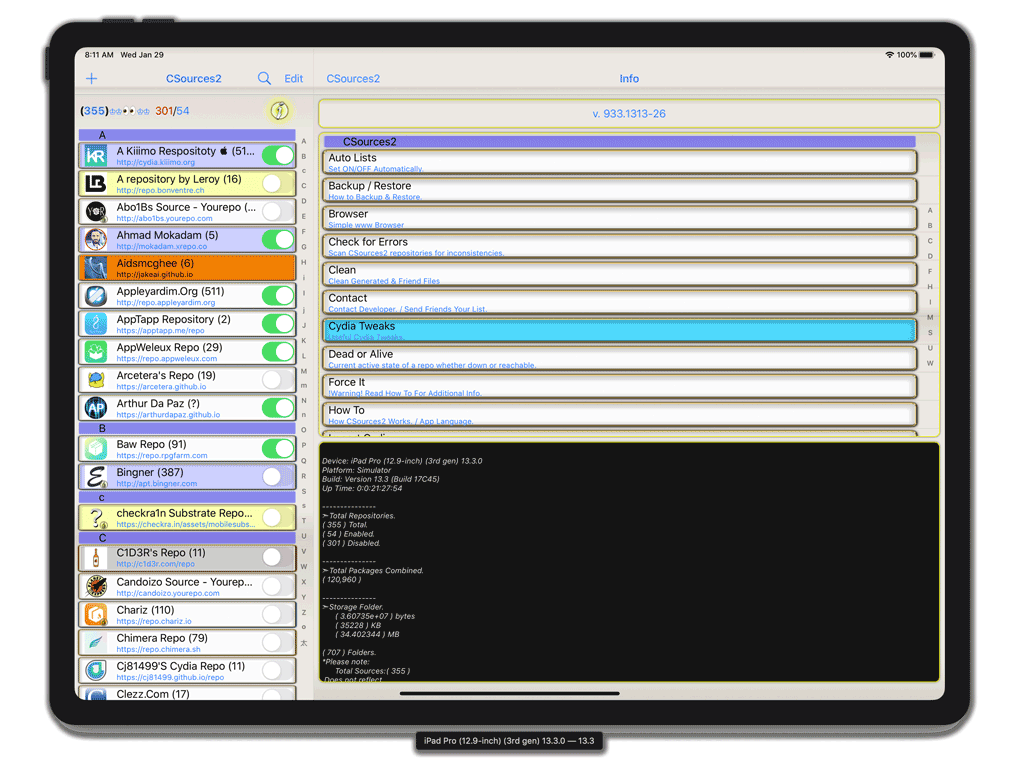 8:11 AM Wed Jan 29
100%
CSources2
Edit
CSources2
Info
(355) 301/54
v. 933.1313-26
A
A Kiiimo Respositoty (51...
http://cydia.kiiimo.org
A repository by Leroy (16)
http://repo.bonventre.ch
Abo1Bs Source - Yourepo (...
http://abo1bs.yourepo.com
Ahmad Mokadam (5)
http://mokadam.xrepo.co
Aidsmcghee (6)
http://jakeai.github.io
Appleyardim.Org (511)
http://repo.appleyardim.org
AppTapp Repository (2)
https://apptapp.me/repo
AppWeleux Repo (29)
https://repo.appweleux.com
Arcetera's Repo (19)
https://arcetera.github.io
Arthur Da Paz (?)
https://arthurdapaz.github.io
B
Baw Repo (91)
https://repo.rpgfarm.com
Bingner (387)
http://apt.bingner.com
c
checkra1n Substrate Repo...
https://checkra.in/assets/mobilesubs...
C
C1D3R's Repo (11)
http://c1d3r.com/repo
Candoizo Source - Yourep...
http://candoizo.yourepo.com
Chariz (110)
https://repo.chariz.io
Chimera Repo (79)
https://repo.chimera.sh
Cj81499'S Cydia Repo (11)
https://cj81499.github.io/repo
Clezz.Com (17)
A
B
c
C
D
E
F
G
H
i
I
j
J
K
L
M
m
N
n
O
P
Q
R
S
s
T
U
V
W
X
Y
Z
o
太
CSources2
Auto Lists
Set ON/OFF Automatically.
Backup / Restore
How to Backup & Restore.
Browser
Simple www Browser
Check for Errors
Scan CSources2 repositories for inconsistencies.
Clean
Clean Generated & Friend Files
Contact
Contact Developer. / Send Friends Your List.
Cydia Tweaks
Useful Cydia Tweaks.
Dead or Alive
Current active state of a repo whether down or reachable.
Force It
!Warning! Read How To For Additional Info.
How To
How CSources2 Works. / App Language.
A
B
C
D
F
H
I
M
S
U
W
Device: iPad Pro (12.9-inch) (3rd gen) 13.3.0
Platform: Simulator
Build: Version 13.3 (Build 17C45)
Up Time: 0:0:21:27:54
---------------
➣Total Repositories.
( 355 ) Total.
( 54 ) Enabled.
( 301 ) Disabled.
---------------
➣Total Packages Combined.
( 120,960 )
---------------
➣Storage Folder.
( 3.60735e+07 ) bytes
( 35228 ) KB
( 34.402344 ) MB
( 707 ) Folders.
*Please note:
Total Sources:( 355 )
Does not reflect
iPad Pro (12.9-inch) (3rd gen) 13.3.0 — 13.3